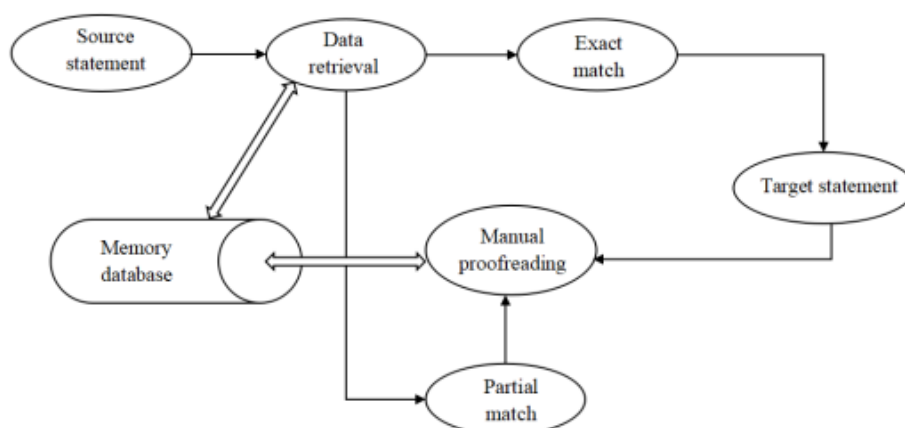 Source
statement
Data
retrieval
Exact
match
Target statement
Memory
database
Manual
proofreading
Partial
match